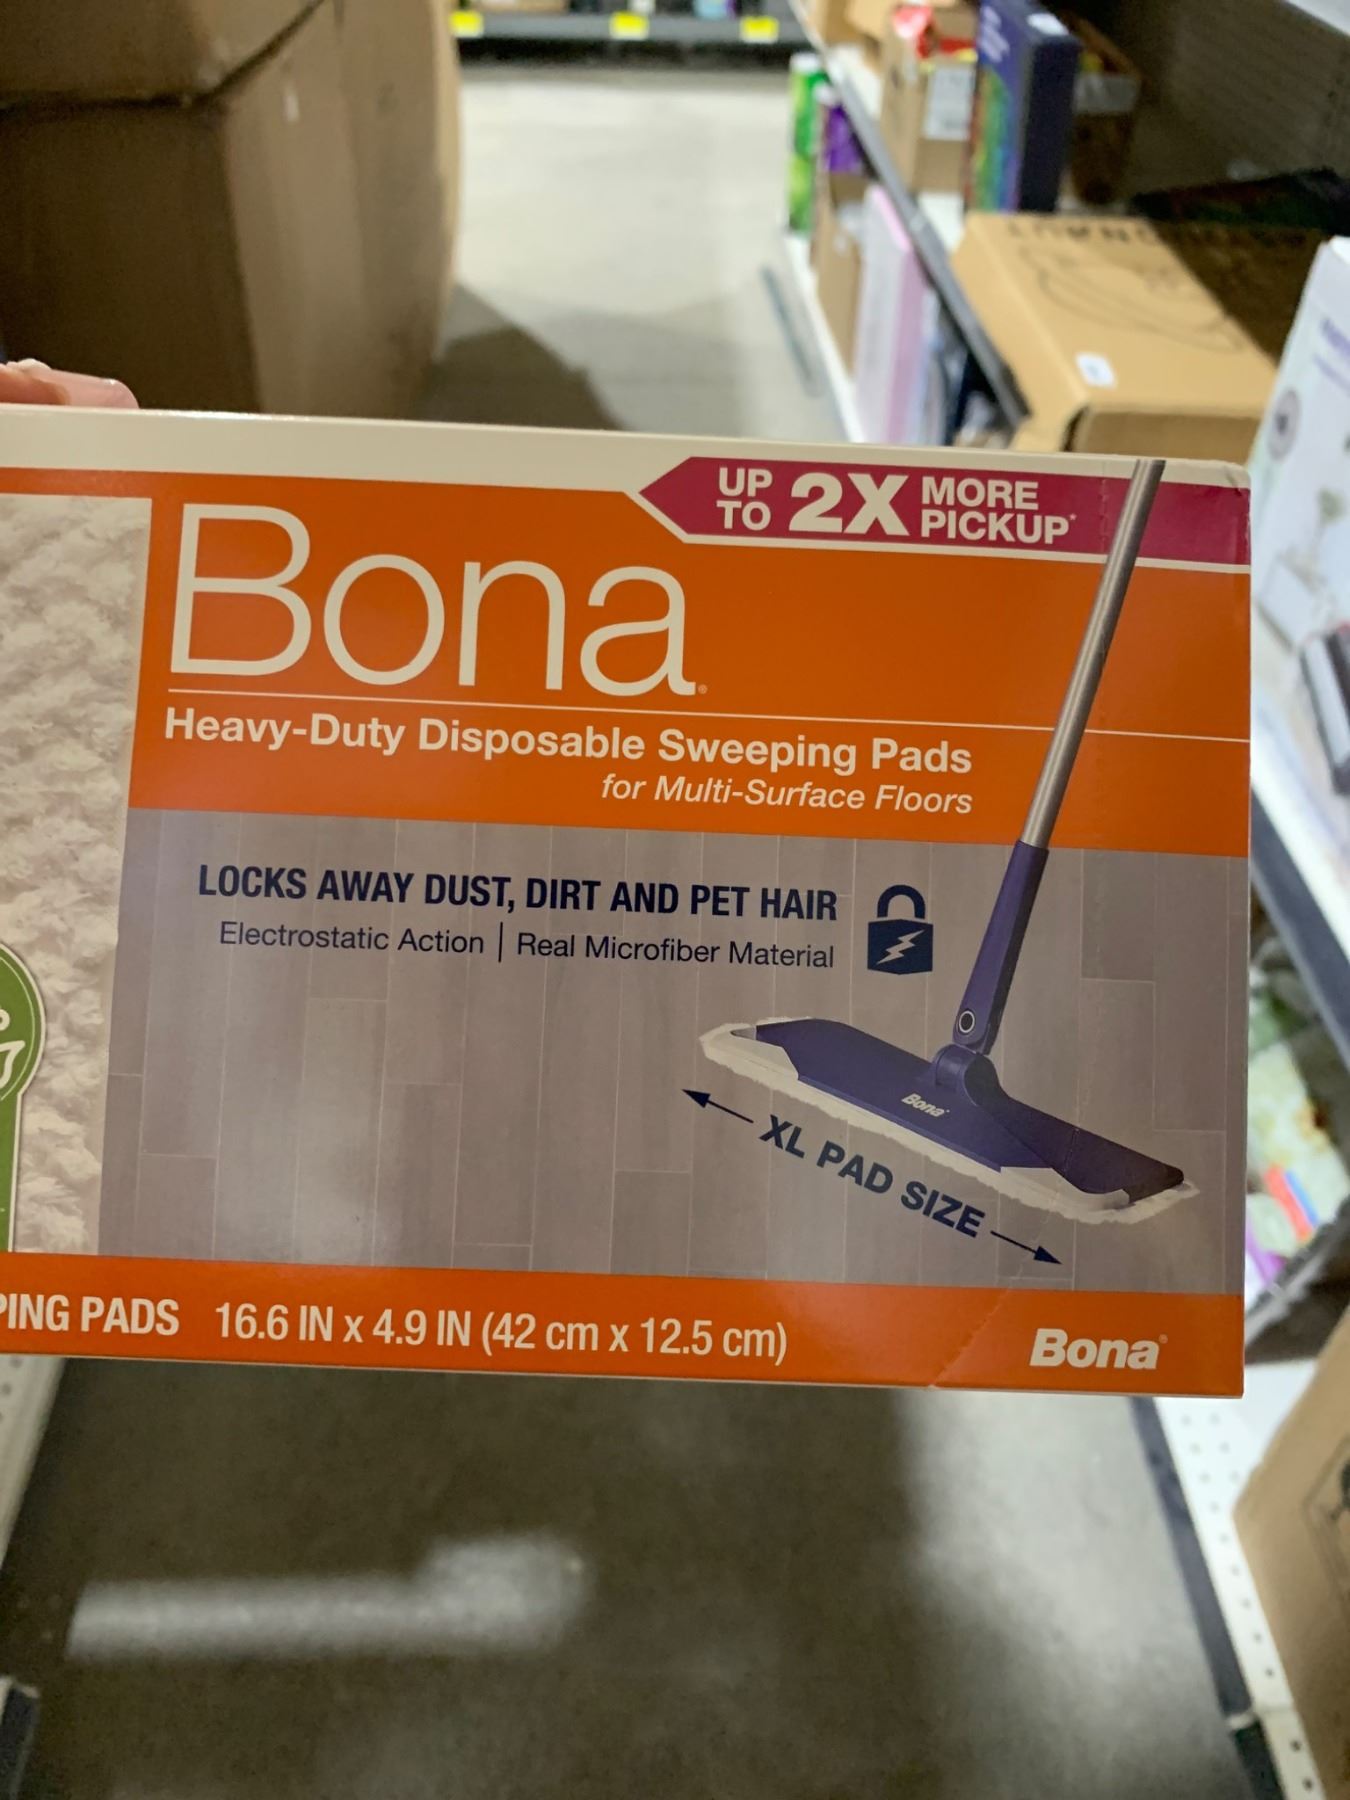 UP TO 2X MORE PICKUP*
Bona®
Heavy-Duty Disposable Sweeping Pads
for Multi-Surface Floors
LOCKS AWAY DUST, DIRT AND PET HAIR
Electrostatic Action | Real Microfiber Material
Bona
XL PAD SIZE
PING PADS 16.6 IN x 4.9 IN (42 cm x 12.5 cm)
Bona®